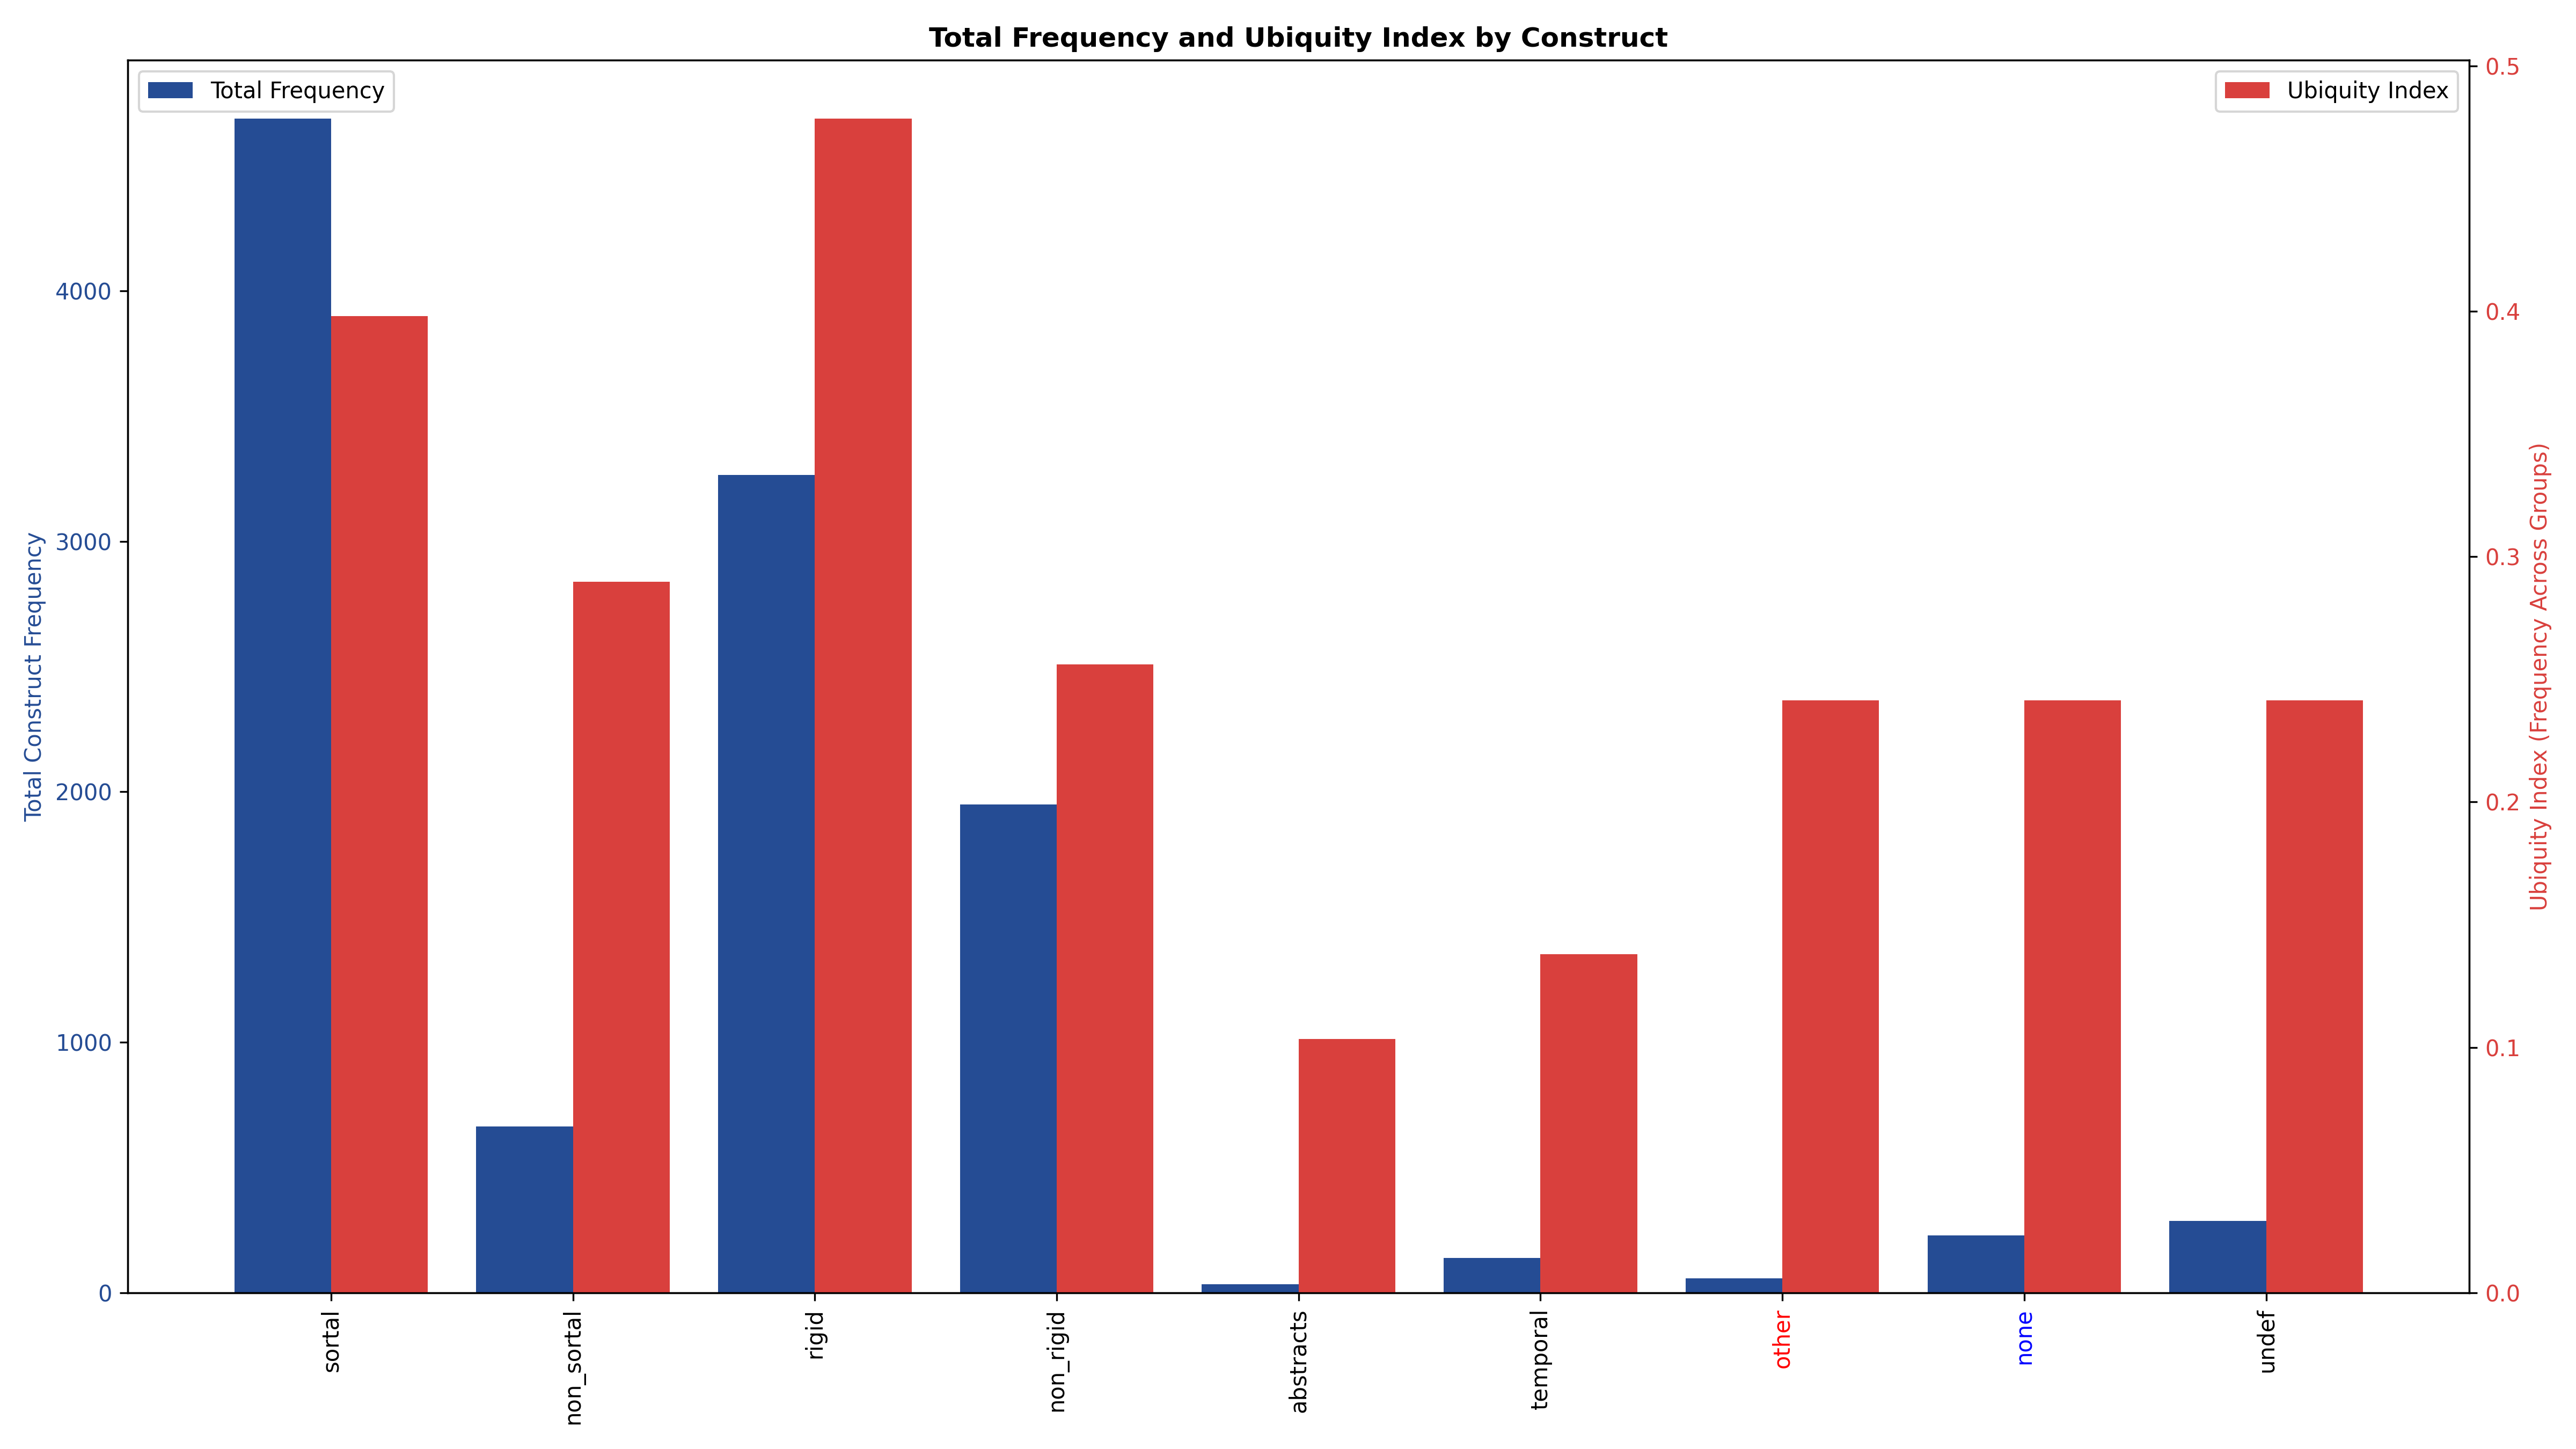 Total Frequency and Ubiquity Index by Construct
Total Frequency
Ubiquity Index
Total Construct Frequency
4000
3000
2000
1000
0
0.5
0.4
0.3
0.2
0.1
0.0
Ubiquity Index (Frequency Across Groups)
sortal
non_sortal
rigid
non_rigid
abstracts
temporal
other
none
undef